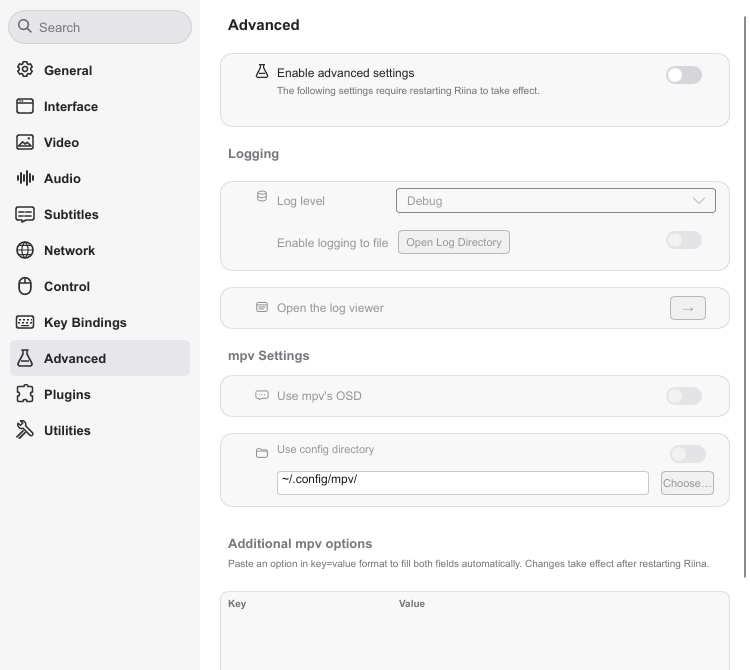 Search
General
Interface
Video
Audio
Subtitles
Network
Control
Key Bindings
Advanced
Plugins
Utilities
Advanced
Enable advanced settings
The following settings require restarting Riina to take effect.
Logging
Log level
Debug
Enable logging to file
Open Log Directory
Open the log viewer
→
mpv Settings
Use mpv's OSD
Use config directory
~/.config/mpv/
Choose…
Additional mpv options
Paste an option in key=value format to fill both fields automatically. Changes take effect after restarting Riina.
Key Value